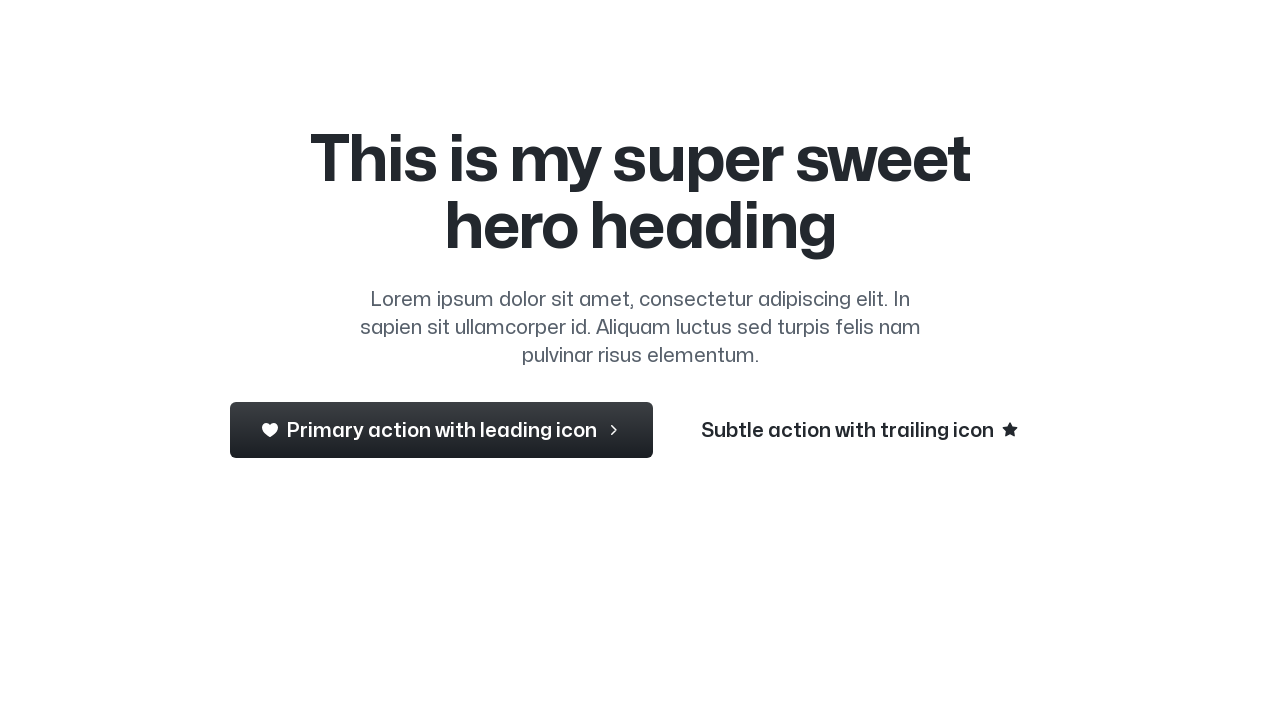 This is my super sweet
hero heading
Lorem ipsum dolor sit amet, consectetur adipiscing elit. In
sapien sit ullamcorper id. Aliquam luctus sed turpis felis nam
pulvinar risus elementum.
Primary action with leading icon
Subtle action with trailing icon